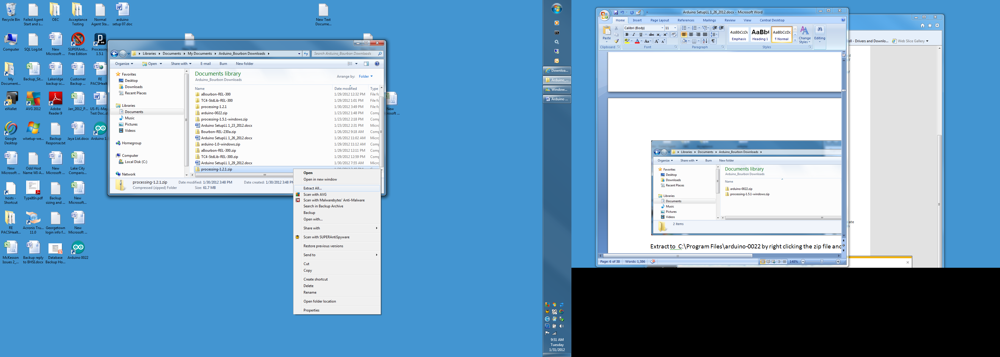 Recycle Bin
Failed Agent
Start and s...
OEC
Acceptance
Testing
Normal
Agent Sta...
arduino
setup 07.doc
New Text
Docume...
Computer
SQL Log.txt
New
Microsoft ...
SUPERAnti...
Free Edition
Processing
1.5.1
My
Document...
Backup_Sit...
Lakeridge
backup sc...
Customer
Backup ...
RE
PACSHealt...
eWallet
AVG 2012
Adobe
Reader 9
Jan_2012_P...
US-FL-May
Test Doc..d
Google
Desktop
wlsetup-we...
Backup
Response.txt
Jaya List.docx
Arduino 1.
New
Microsoft ...
Odd Host
Name WI-A...
New
Microsoft ...
Lake City
Comparis...
hosts -
Shortcut
TypeItIn.pdf
Backup
sizing and ...
New
Microsoft...
RE
PACSHealt...
Acronis Tru...
11.0
Georgetown
login info f...
New
Microsoft ...
McKesson
Issues 2_...
Backup reply
to BHSI.docx
Database
Backup Ho...
Arduino 0022
New
rosoft ...
Libraries
Documents
My Documents
Arduino_Bourbon Downloads
Search Arduino_Bourbon Downloads
Organize
Open
Share with
E-mail
Burn
New folder
Favorites
Desktop
Downloads
Recent Places
Libraries
Documents
Music
Pictures
Videos
Homegroup
Computer
Local Disk (C:)
Network
Documents library
Arduino_Bourbon Downloads
Arrange by: Folder
Name Date modified Type
aBourbon-REL-300 1/29/2012 12:32 PM File fo
TC4-StdLib-REL-300 1/29/2012 1:01 PM File fo
processing-1.2.1 1/30/2012 3:49 PM File fo
arduino-0022.zip 1/23/2012 1:48 PM Comp
processing-1.5.1-windows.zip 1/23/2012 2:18 PM Comp
Arduino SetupLL 1_23_2012.docx 1/23/2012 2:31 PM Micro
Bourbon-REL-230a.zip 1/26/2012 9:18 AM Comp
Arduino SetupLL 1_26_2012.docx 1/26/2012 11:02 AM Micro
arduino-1.0-windows.zip 1/29/2012 11:12 AM Comp
aBourbon-REL-300.zip 1/29/2012 12:11 PM Comp
TC4-StdLib-REL-300.zip 1/29/2012 12:59 PM Comp
Arduino SetupLL 1_29_2012.docx 1/30/2012 7:55 AM Micro
processing-1.2.1.zip
processing-1.2.1.zip Date modified: 1/30/2012 3:48 PM Date created: 1/30/2012 3:48 PM
Compressed (zipped) Folder Size: 61.7 MB
Open
Open in new window
Extract All...
Scan with AVG
Scan with Malwarebytes' Anti-Malware
Search in Backup Archive
Backup
Open with...
Share with
Scan with SUPERAntiSpyware
Restore previous versions
Send to
Cut
Copy
Create shortcut
Delete
Rename
Open folder location
Properties
Downloa...
Arduino_...
Window...
Arduino ...
9:51 AM
Tuesday
1/31/2012
Arduino SetupLL 1_26_2012.docx - Microsoft Word
Home Insert Page Layout References Mailings Review View Central Desktop
Paste
Clipboard
Calibri (Body) 11
Font
Paragraph
AaBbCcDc
Emphasis
AaBb(
Heading 1
AaBbCcDc
¶ Normal
Change
Styles
Styles
Editing
Libraries
Documents
Arduino_Bourbon Downloads
Organize Share with Burn New folder
Favorites
Desktop
Downloads
Recent Places
Libraries
Documents
Music
Pictures
Videos
Documents library
Arduino_Bourbon Downloads
Name
arduino-0022.zip
processing-1.5.1-windows.zip
2 items
Extract to C:\Program Files\arduino-0022 by right clicking the zip file and
Page: 6 of 38 Words: 1,386 148%
ell - Drivers and Downlo...
Web Slice Gallery
ate